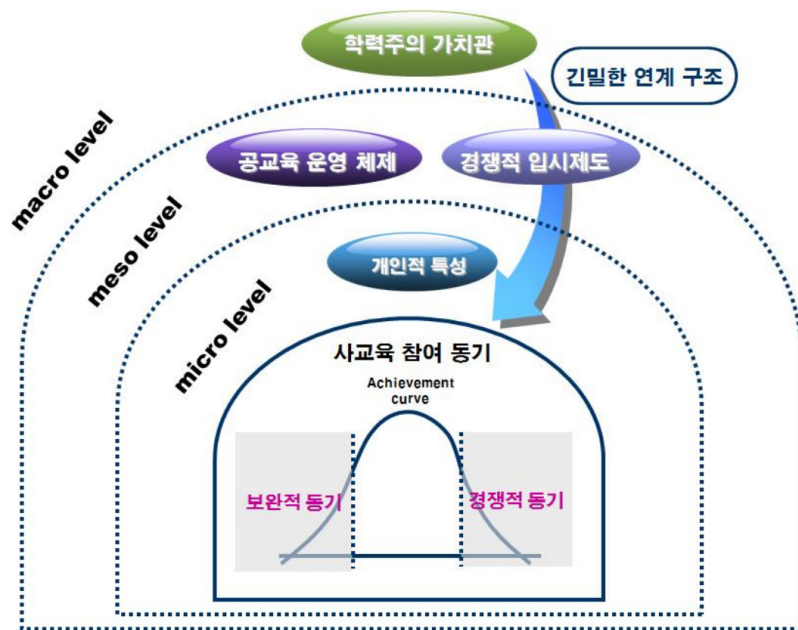 학력주의 가치관
긴밀한 연계 구조
macro level
공교육 운영 체제
경쟁적 입시제도
meso level
개인적 특성
micro level
사교육 참여 동기
Achievement
curve
보완적 동기
경쟁적 동기